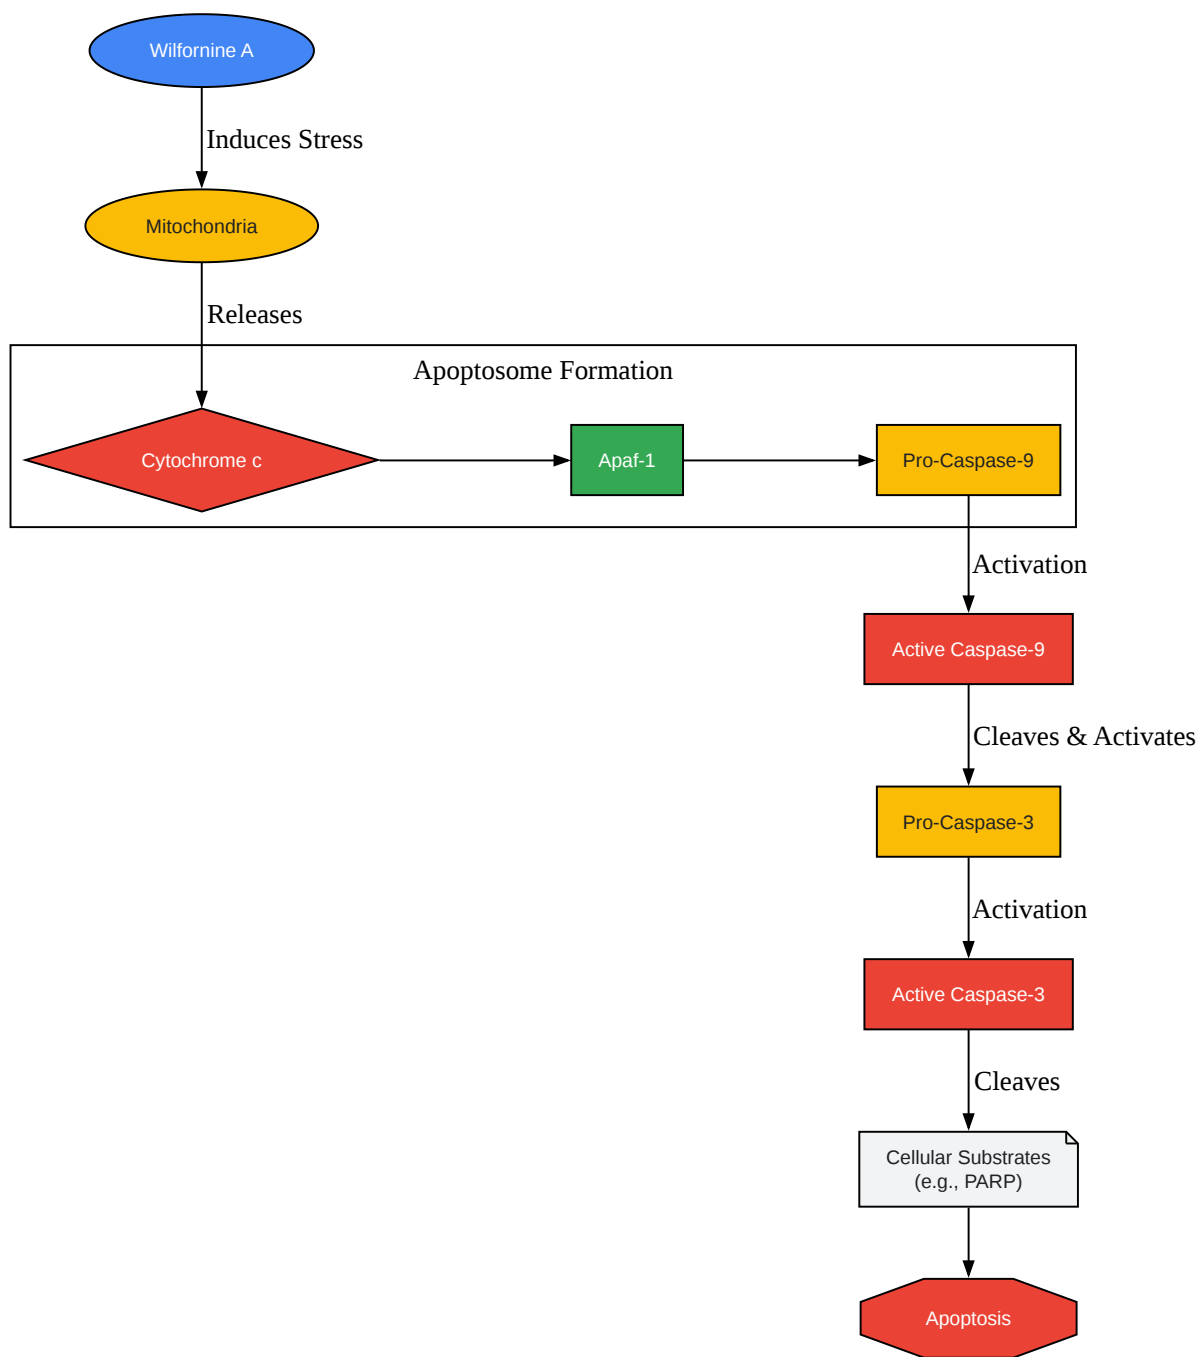 Wilfornine A
Induces Stress
Mitochondria
Releases
Apoptosome Formation
Cytochrome c
Apaf-1
Pro-Caspase-9
Activation
Active Caspase-9
Cleaves & Activates
Pro-Caspase-3
Activation
Active Caspase-3
Cleaves
Cellular Substrates
(e.g., PARP)
Apoptosis